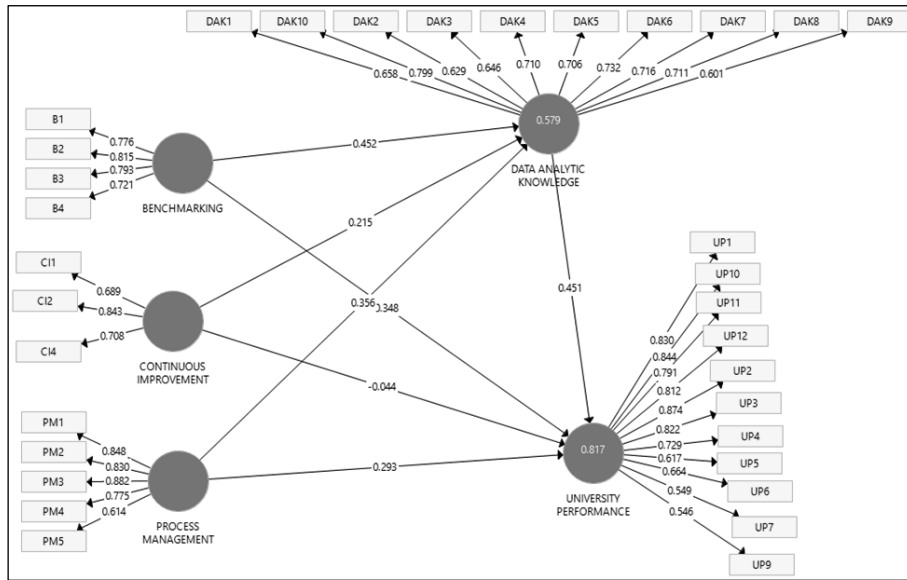 DAK1 DAK10 DAK2 DAK3 DAK4 DAK5 DAK6 DAK7 DAK8 DAK9
0.658 0.799 0.629 0.646 0.710 0.706 0.732 0.716 0.711 0.601
0.579
DATA ANALYTIC
KNOWLEDGE
B1
B2
B3
B4
0.776
0.815
0.793
0.721
BENCHMARKING
0.452
0.215
0.356
0.348
0.451
CI1
CI2
CI4
0.689
0.843
0.708
CONTINUOUS
IMPROVEMENT
-0.044
PM1
PM2
PM3
PM4
PM5
0.848
0.830
0.882
0.775
0.614
PROCESS
MANAGEMENT
0.293
0.817
UNIVERSITY
PERFORMANCE
0.830
0.844
0.791
0.812
0.874
0.822
0.729
0.617
0.664
0.549
0.546
UP1
UP10
UP11
UP12
UP2
UP3
UP4
UP5
UP6
UP7
UP9